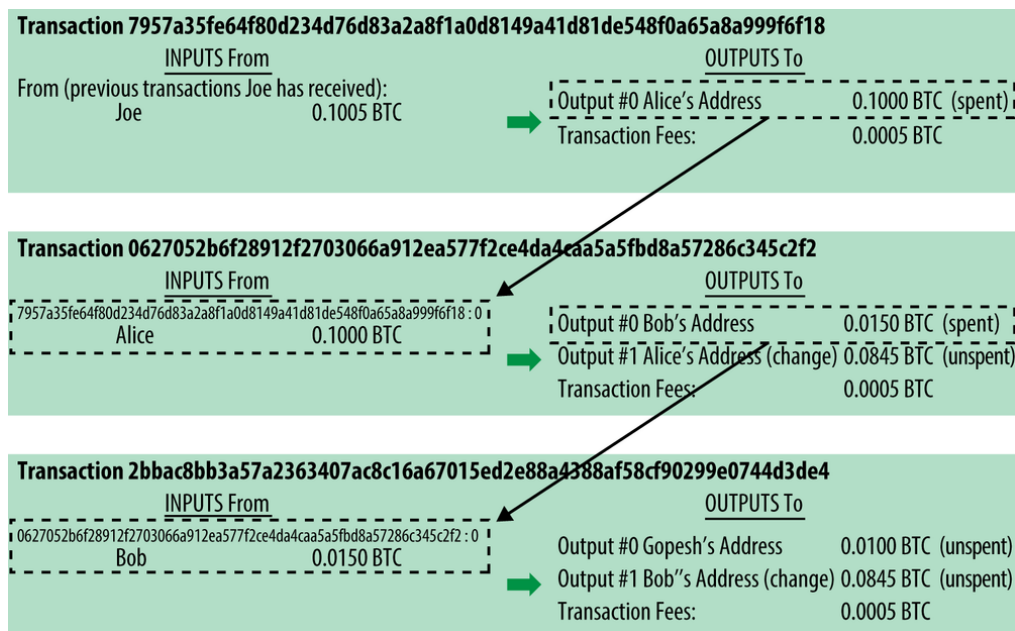 Transaction 7957a35fe64f80d234d76d83a2a8f1a0d8149a41d81de548f0a65a8a999f6f18
INPUTS From
OUTPUTS To
From (previous transactions Joe has received):
Joe 0.1005 BTC
Output #0 Alice's Address 0.1000 BTC (spent)
Transaction Fees: 0.0005 BTC
Transaction 0627052b6f28912f2703066a912ea577f2ce4da4caa5a5fbd8a57286c345c2f2
INPUTS From
OUTPUTS To
7957a35fe64f80d234d76d83a2a8f1a0d8149a41d81de548f0a65a8a999f6f18 : 0
Alice 0.1000 BTC
Output #0 Bob's Address 0.0150 BTC (spent)
Output #1 Alice's Address (change) 0.0845 BTC (unspent)
Transaction Fees: 0.0005 BTC
Transaction 2bbac8bb3a57a2363407ac8c16a67015ed2e88a4388af58cf90299e0744d3de4
INPUTS From
OUTPUTS To
0627052b6f28912f2703066a912ea577f2ce4da4caa5a5fbd8a57286c345c2f2 : 0
Bob 0.0150 BTC
Output #0 Gopesh's Address 0.0100 BTC (unspent)
Output #1 Bob''s Address (change) 0.0845 BTC (unspent)
Transaction Fees: 0.0005 BTC